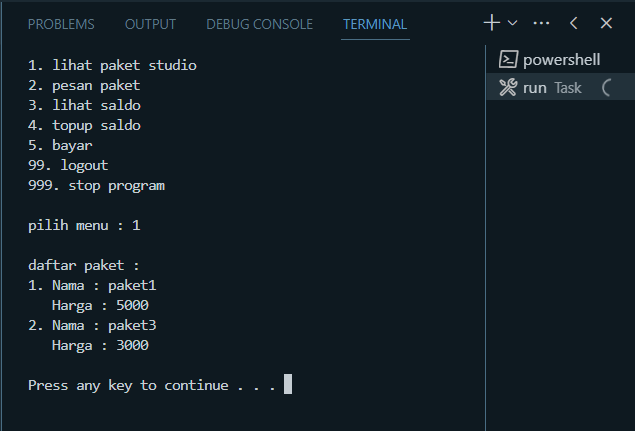 PROBLEMS OUTPUT DEBUG CONSOLE TERMINAL
powershell
run Task
1. lihat paket studio
2. pesan paket
3. lihat saldo
4. topup saldo
5. bayar
99. logout
999. stop program
pilih menu : 1
daftar paket :
1. Nama : paket1
Harga : 5000
2. Nama : paket3
Harga : 3000
Press any key to continue . . .